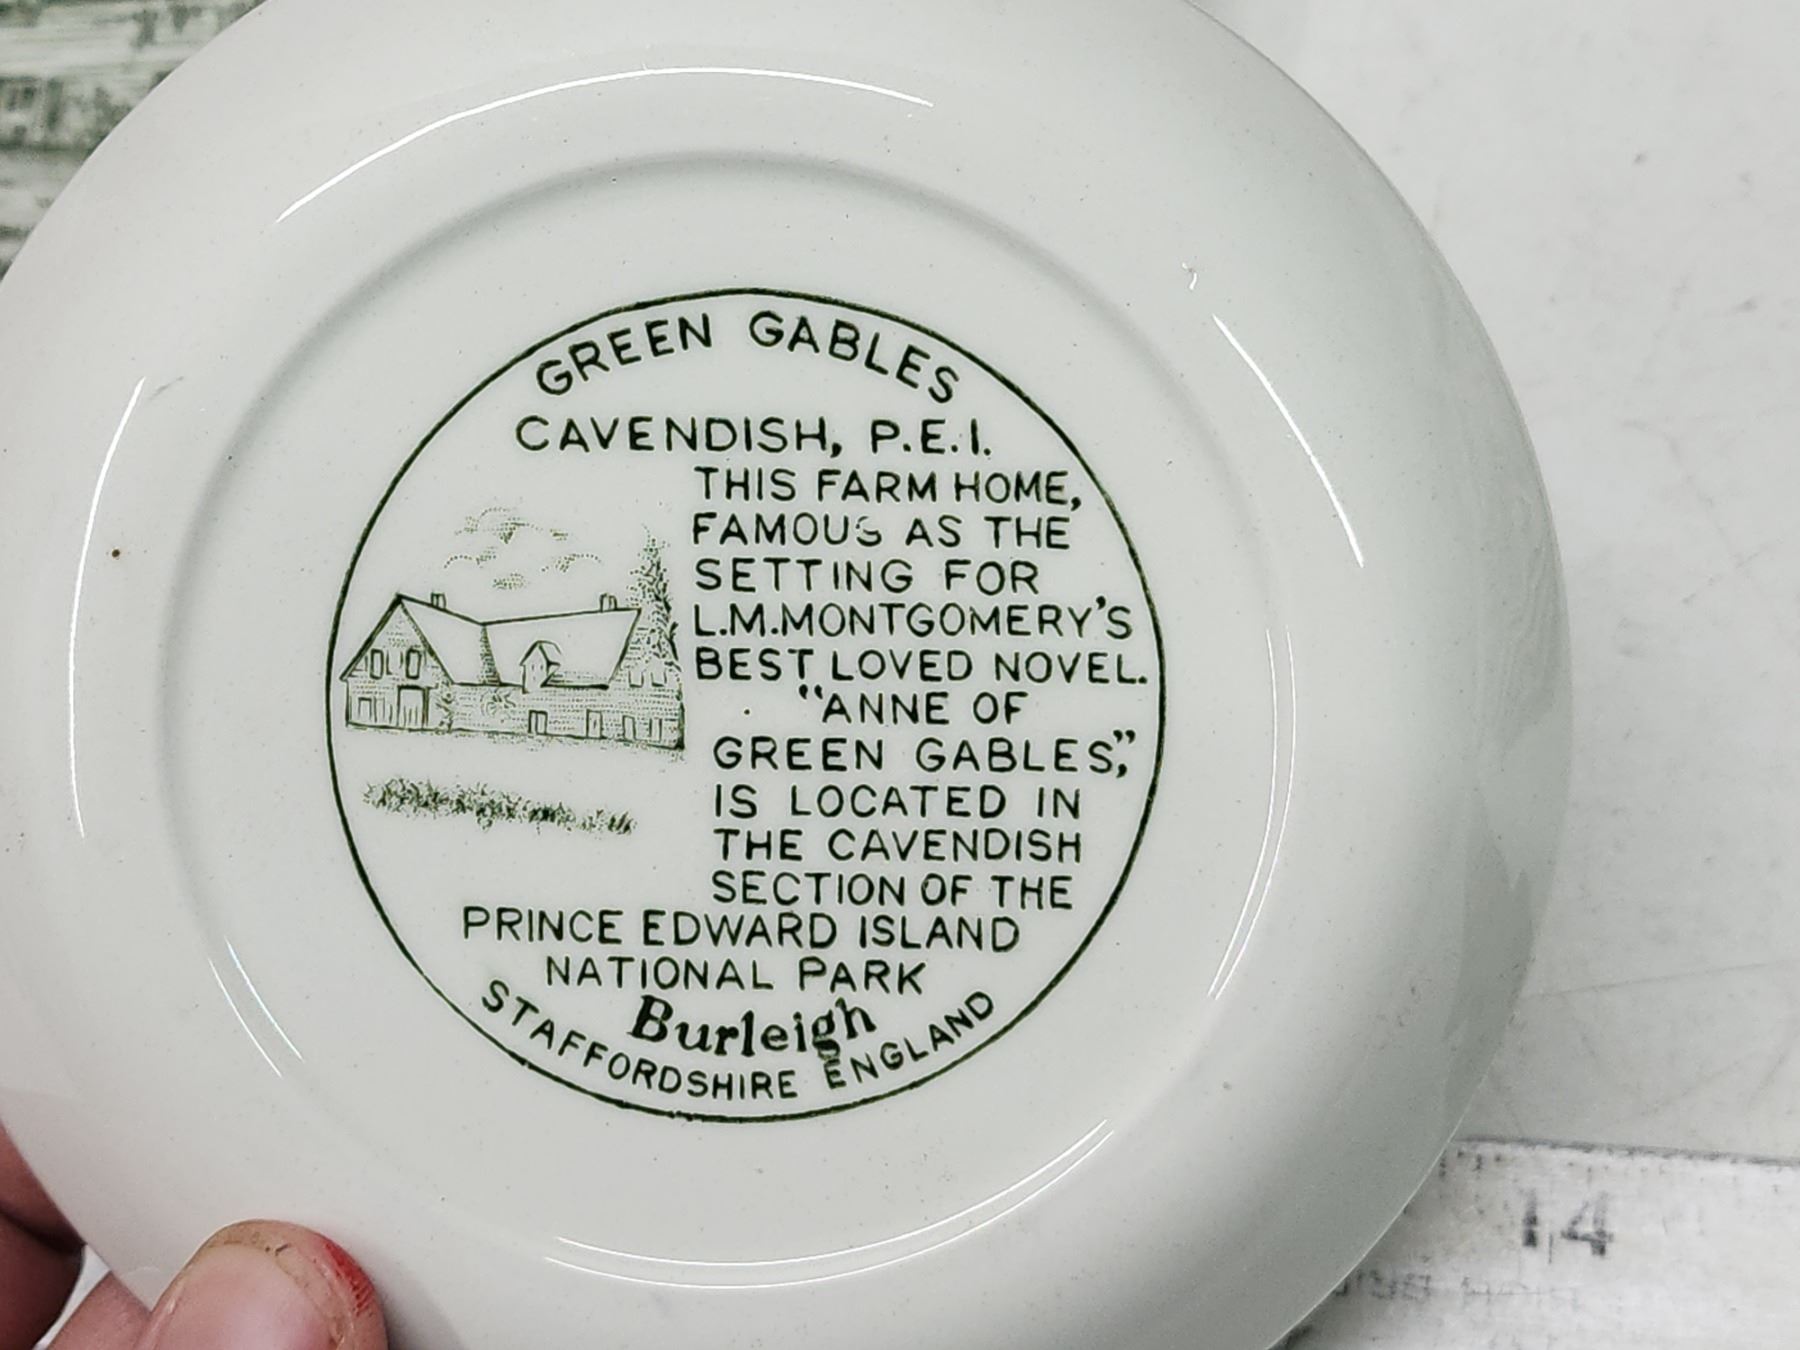 GREEN GABLES
CAVENDISH, P.E.I.
THIS FARM HOME,
FAMOUS AS THE
SETTING FOR
L.M.MONTGOMERY'S
BEST LOVED NOVEL.
"ANNE OF
GREEN GABLES,"
IS LOCATED IN
THE CAVENDISH
SECTION OF THE
PRINCE EDWARD ISLAND
NATIONAL PARK
Burleigh
STAFFORDSHIRE ENGLAND
14